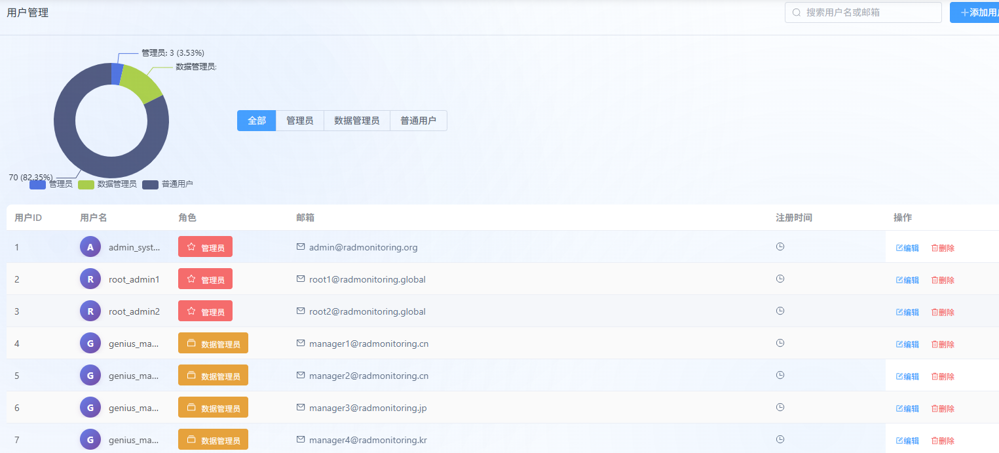 用户管理
搜索用户名或邮箱
添加用
管理员: 3 (3.53%)
数据管理员:
全部 管理员 数据管理员 普通用户
70 (82.35%)
管理员 数据管理员 普通用户
用户ID 用户名 角色 邮箱 注册时间 操作
1 A admin_syst... 管理员 admin@radmonitoring.org 编辑 删除
2 R root_admin1 管理员 root1@radmonitoring.global 编辑 删除
3 R root_admin2 管理员 root2@radmonitoring.global 编辑 删除
4 G genius_ma... 数据管理员 manager1@radmonitoring.cn 编辑 删除
5 G genius_ma... 数据管理员 manager2@radmonitoring.cn 编辑 删除
6 G genius_ma... 数据管理员 manager3@radmonitoring.jp 编辑 删除
7 G genius_ma... 数据管理员 manager4@radmonitoring.kr 编辑 删除